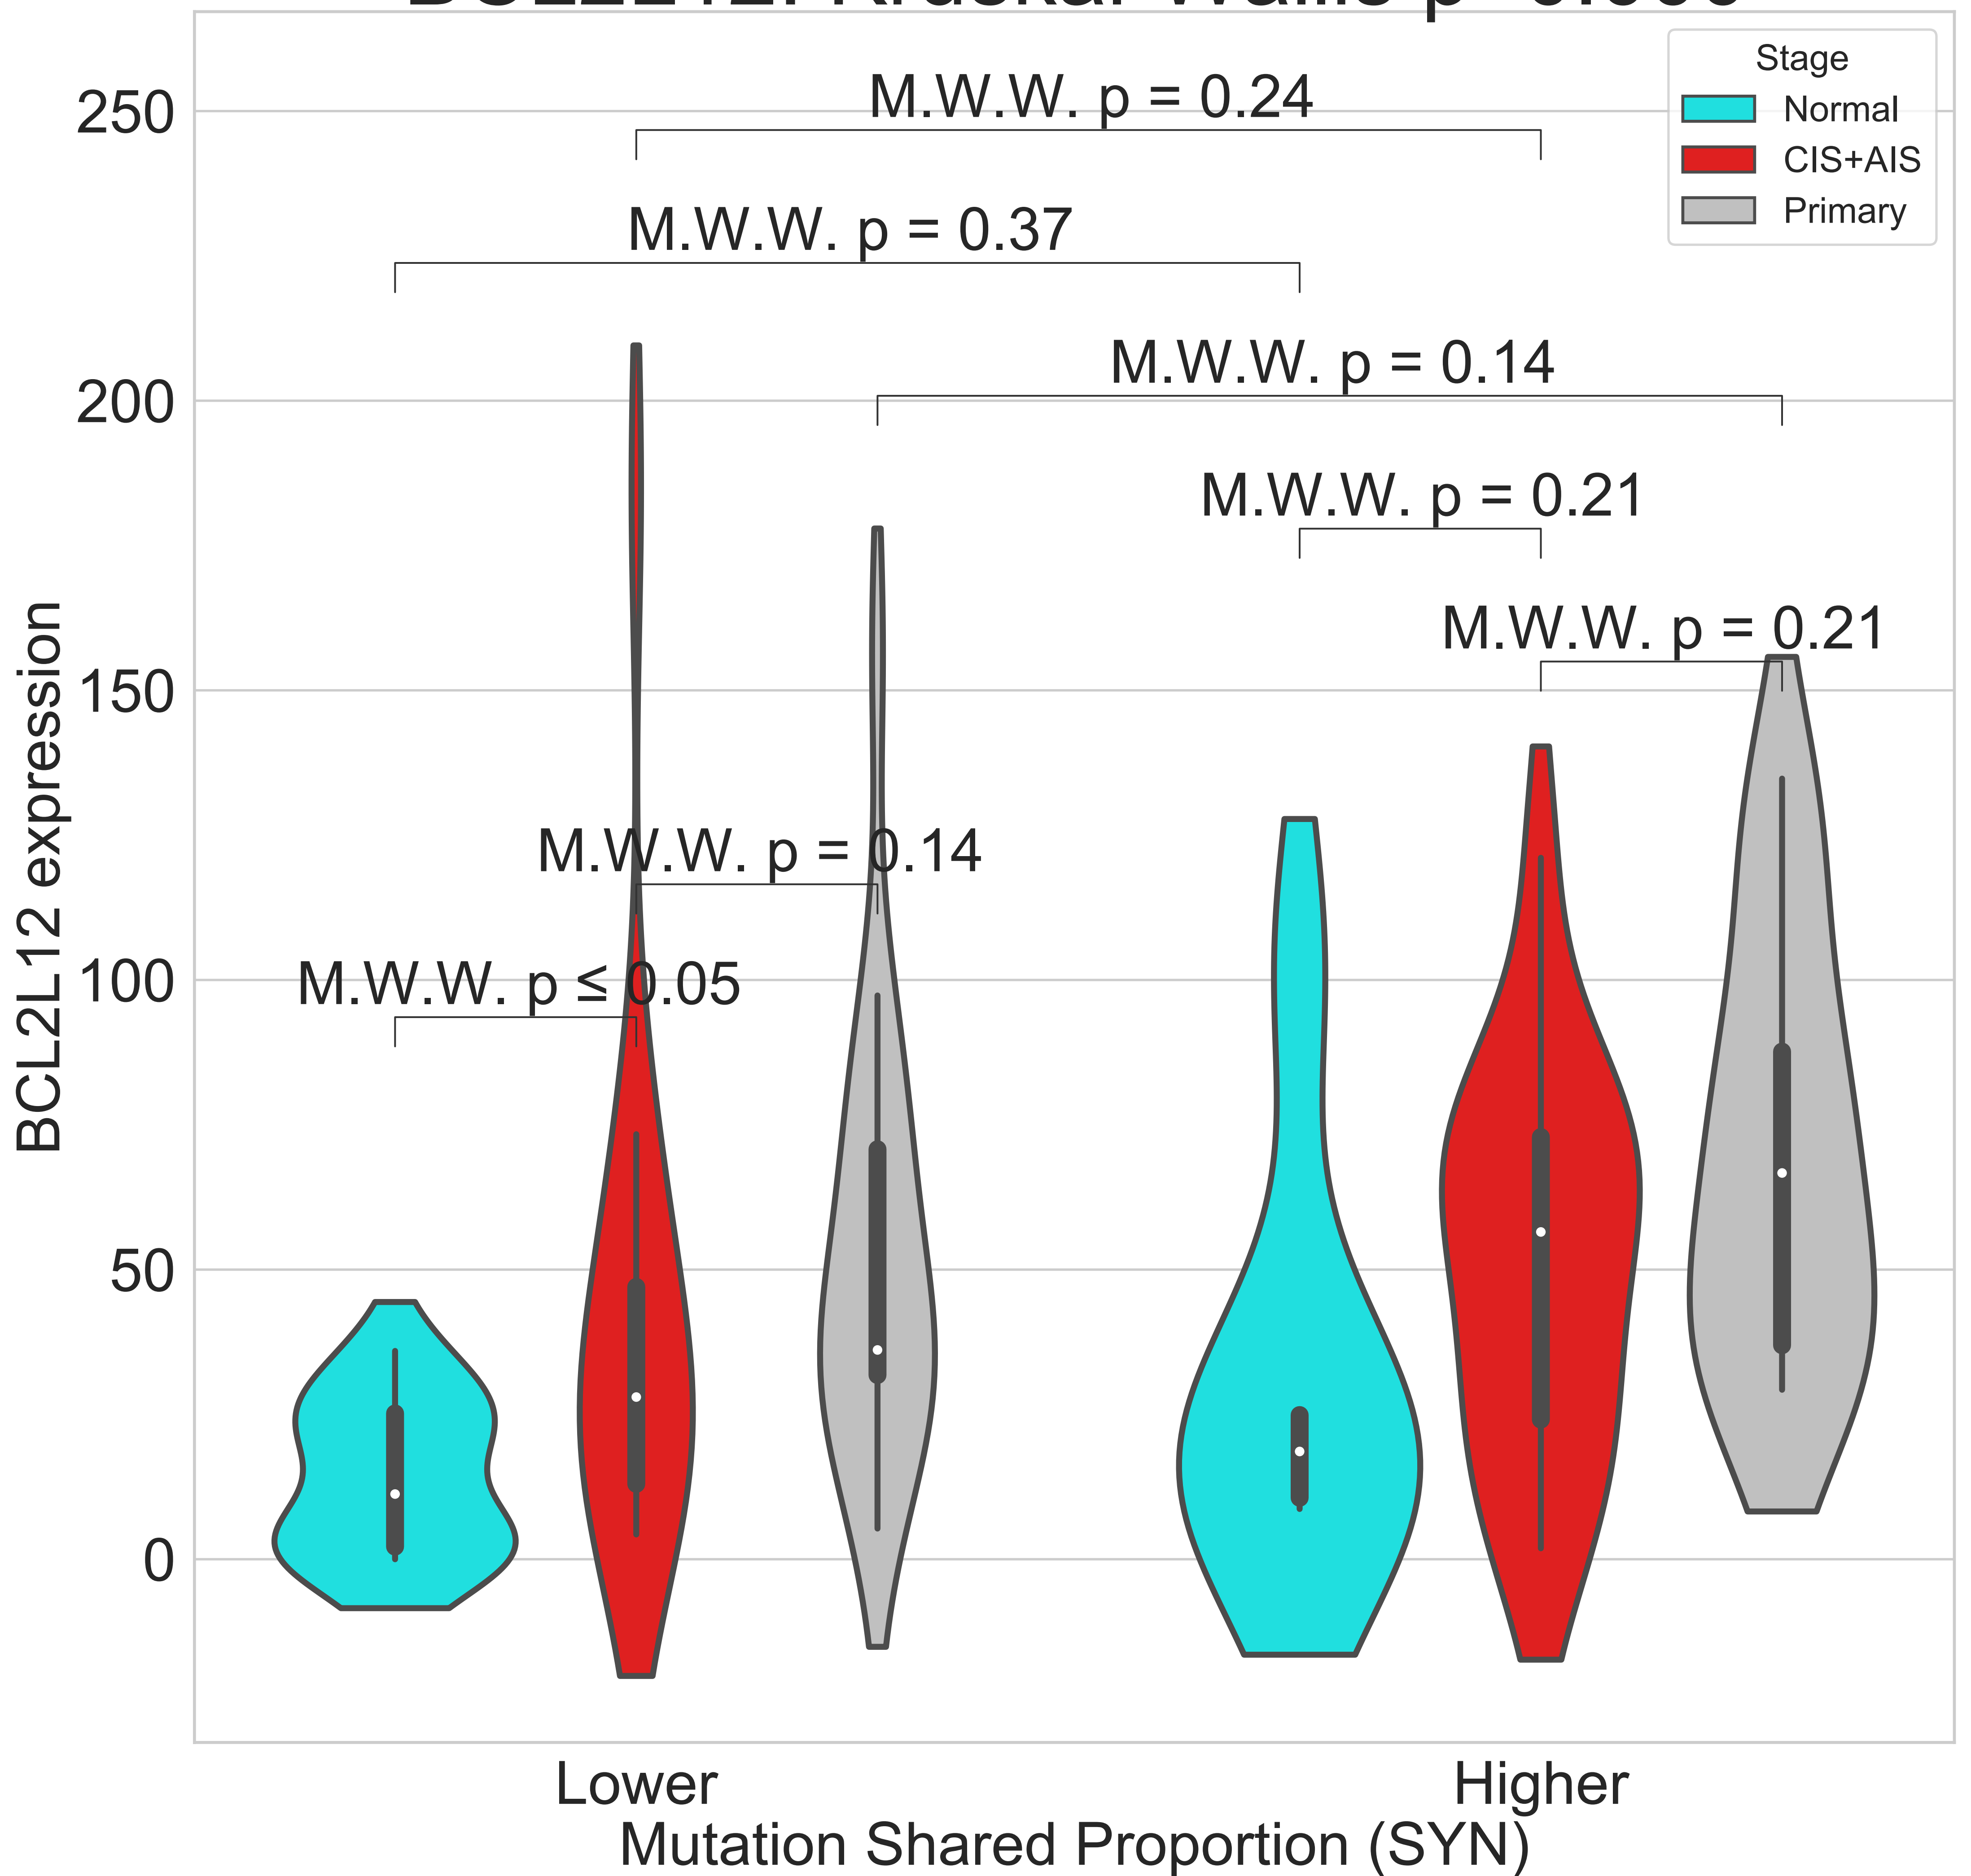 Stage
Normal
CIS+AIS
Primary
M.W.W. p = 0.24
M.W.W. p = 0.37
M.W.W. p = 0.14
M.W.W. p = 0.21
M.W.W. p = 0.21
M.W.W. p = 0.14
M.W.W. p ≤ 0.05
250
200
150
100
50
0
BCL2L12 expression
Lower
Higher
Mutation Shared Proportion (SYN)